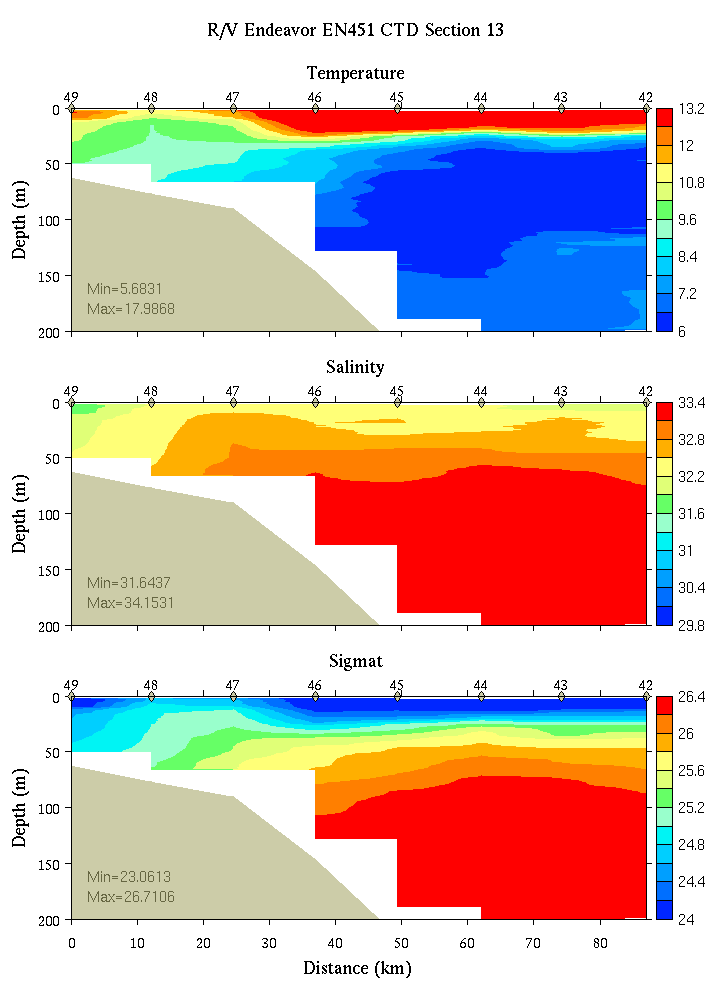 R/V Endeavor EN451 CTD Section 13
Temperature
49 48 47 46 45 44 43 42
0
50
100
150
200
Depth (m)
Min=5.6831
Max=17.9868
13.2
12
10.8
9.6
8.4
7.2
6
Salinity
49 48 47 46 45 44 43 42
0
50
100
150
200
Depth (m)
Min=31.6437
Max=34.1531
33.4
32.8
32.2
31.6
31
30.4
29.8
Sigmat
49 48 47 46 45 44 43 42
0
50
100
150
200
Depth (m)
Min=23.0613
Max=26.7106
26.4
26
25.6
25.2
24.8
24.4
24
0 10 20 30 40 50 60 70 80
Distance (km)